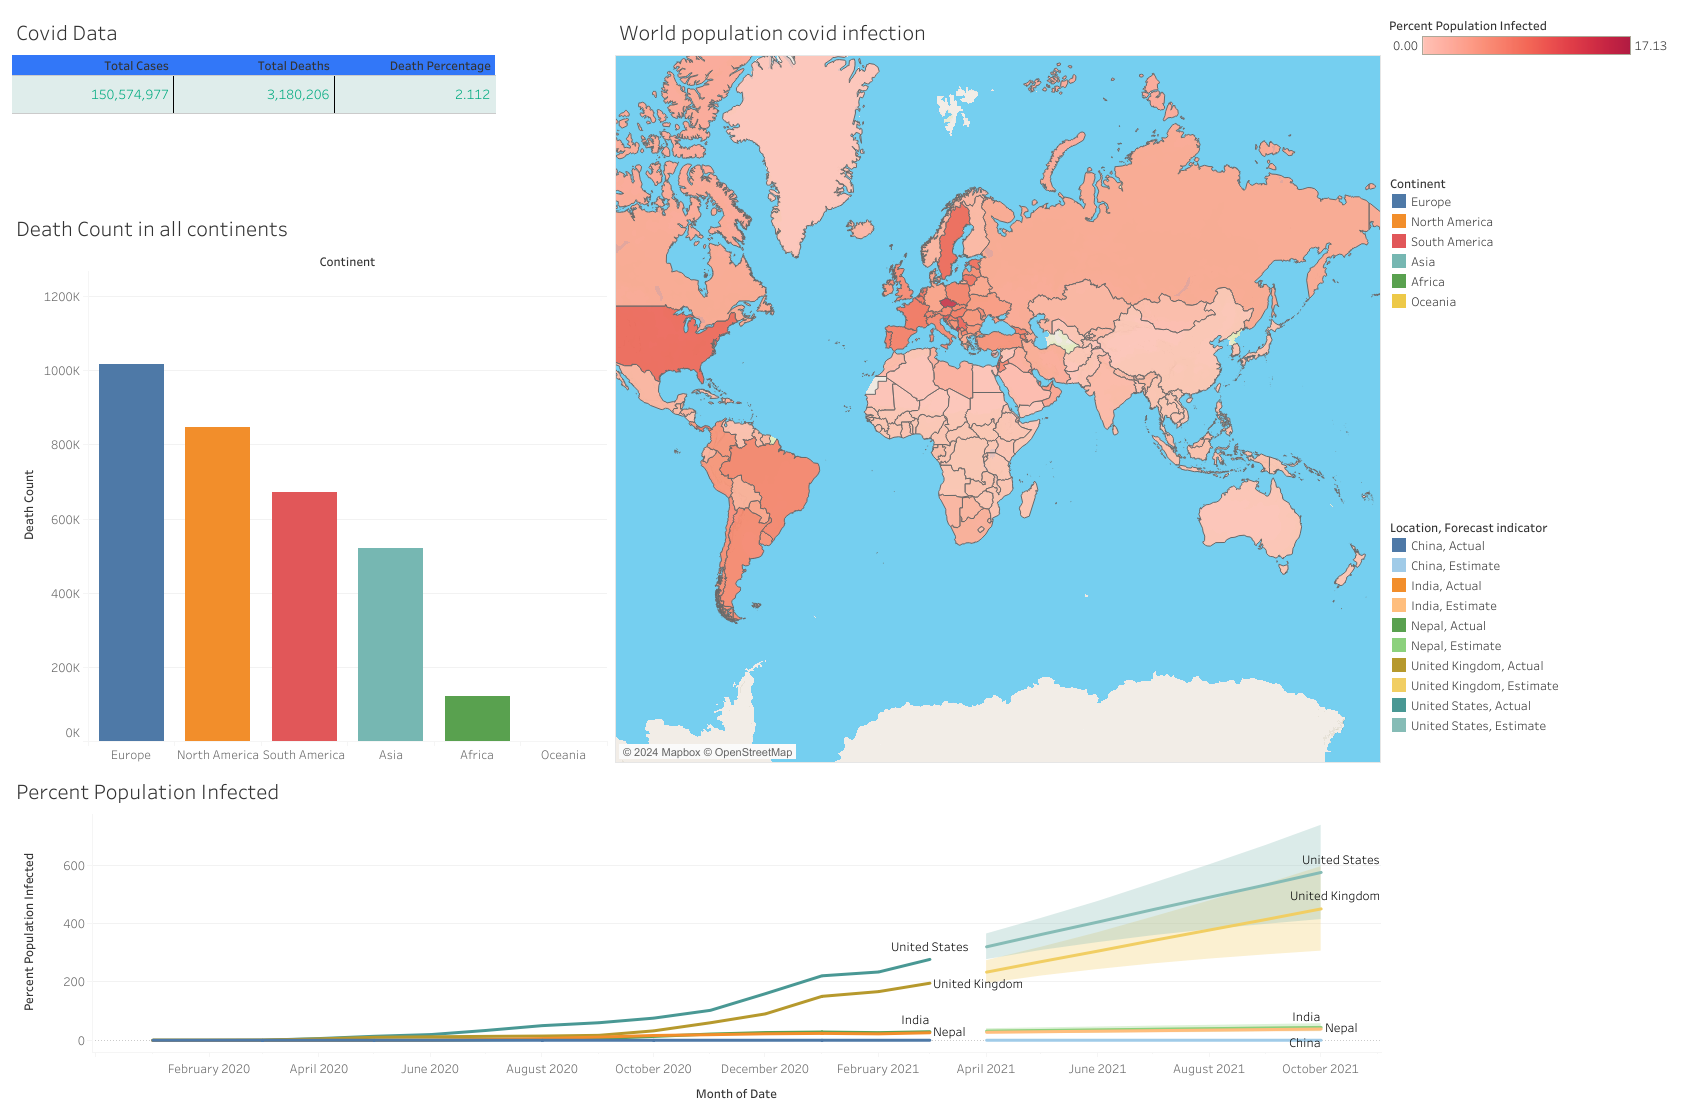 Covid Data
Total Cases Total Deaths Death Percentage
150,574,977 3,180,206 2.112
Death Count in all continents
Continent
Death Count
1200K
1000K
800K
600K
400K
200K
0K
Europe North America South America Asia Africa Oceania
World population covid infection
© 2024 Mapbox © OpenStreetMap
Percent Population Infected
0.00 17.13
Continent
Europe
North America
South America
Asia
Africa
Oceania
Location, Forecast indicator
China, Actual
China, Estimate
India, Actual
India, Estimate
Nepal, Actual
Nepal, Estimate
United Kingdom, Actual
United Kingdom, Estimate
United States, Actual
United States, Estimate
Percent Population Infected
Percent Population Infected
600
400
200
0
United States
United Kingdom
India
Nepal
United States
United Kingdom
India
Nepal
China
February 2020 April 2020 June 2020 August 2020 October 2020 December 2020 February 2021 April 2021 June 2021 August 2021 October 2021
Month of Date